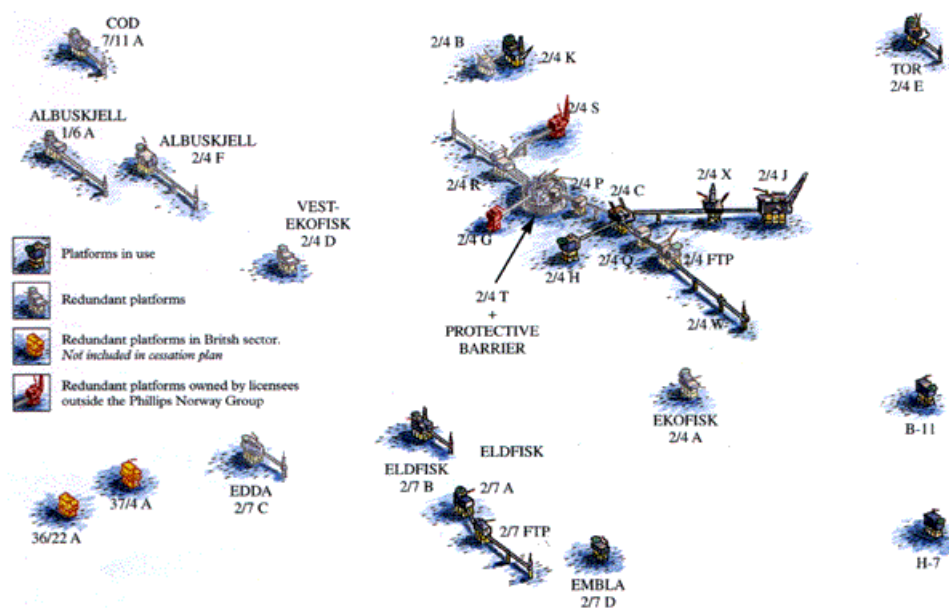 COD
7/11 A
2/4 B
2/4 K
TOR
2/4 E
ALBUSKJELL
1/6 A
ALBUSKJELL
2/4 F
2/4 S
2/4 R
2/4 P
2/4 C
2/4 X
2/4 J
VEST-
EKOFISK
2/4 D
2/4 G
2/4 H
2/4 Q
2/4 FTP
2/4 T
+
PROTECTIVE
BARRIER
2/4 W
Platforms in use
Redundant platforms
Redundant platforms in Britsh sector.
Not included in cessation plan
Redundant platforms owned by licensees
outside the Phillips Norway Group
EKOFISK
2/4 A
B-11
ELDFISK
2/7 B
ELDFISK
EDDA
2/7 C
37/4 A
36/22 A
2/7 A
2/7 FTP
EMBLA
2/7 D
H-7